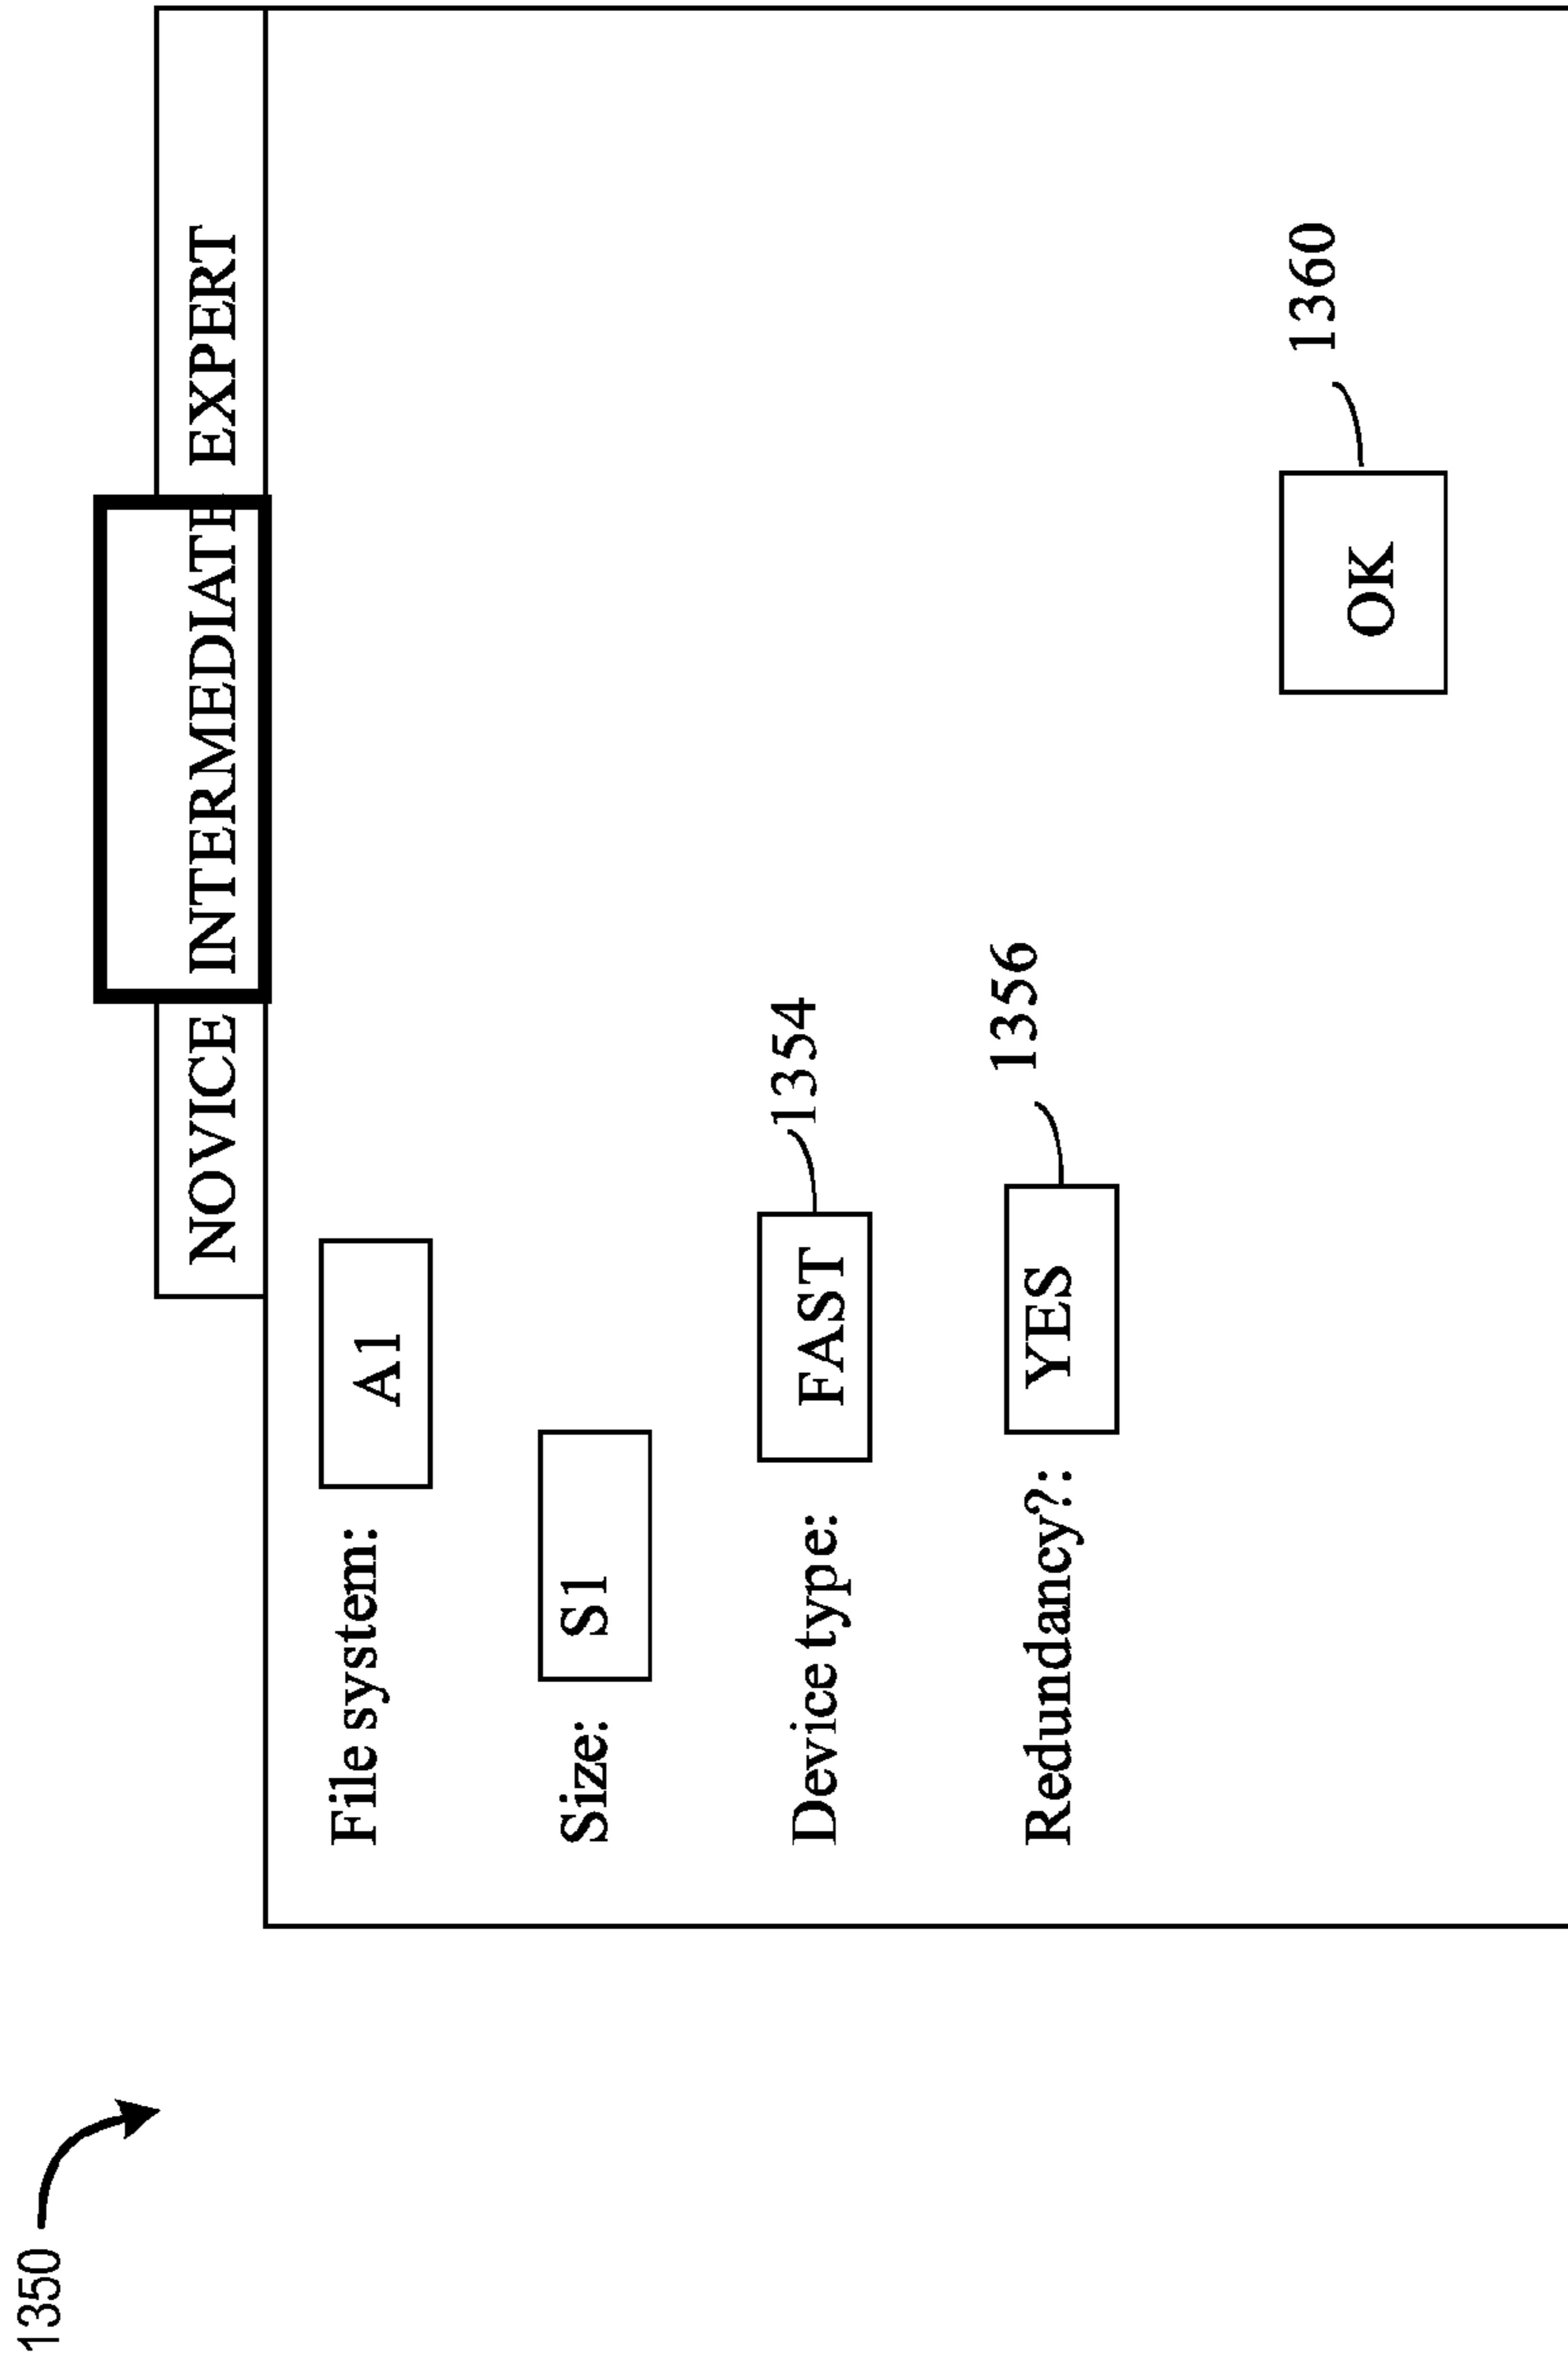 1350
NOVICE INTERMEDIATE EXPERT
File system: A1
Size: S1
Device type: FAST 1354
Redundancy?: YES 1356
OK 1360